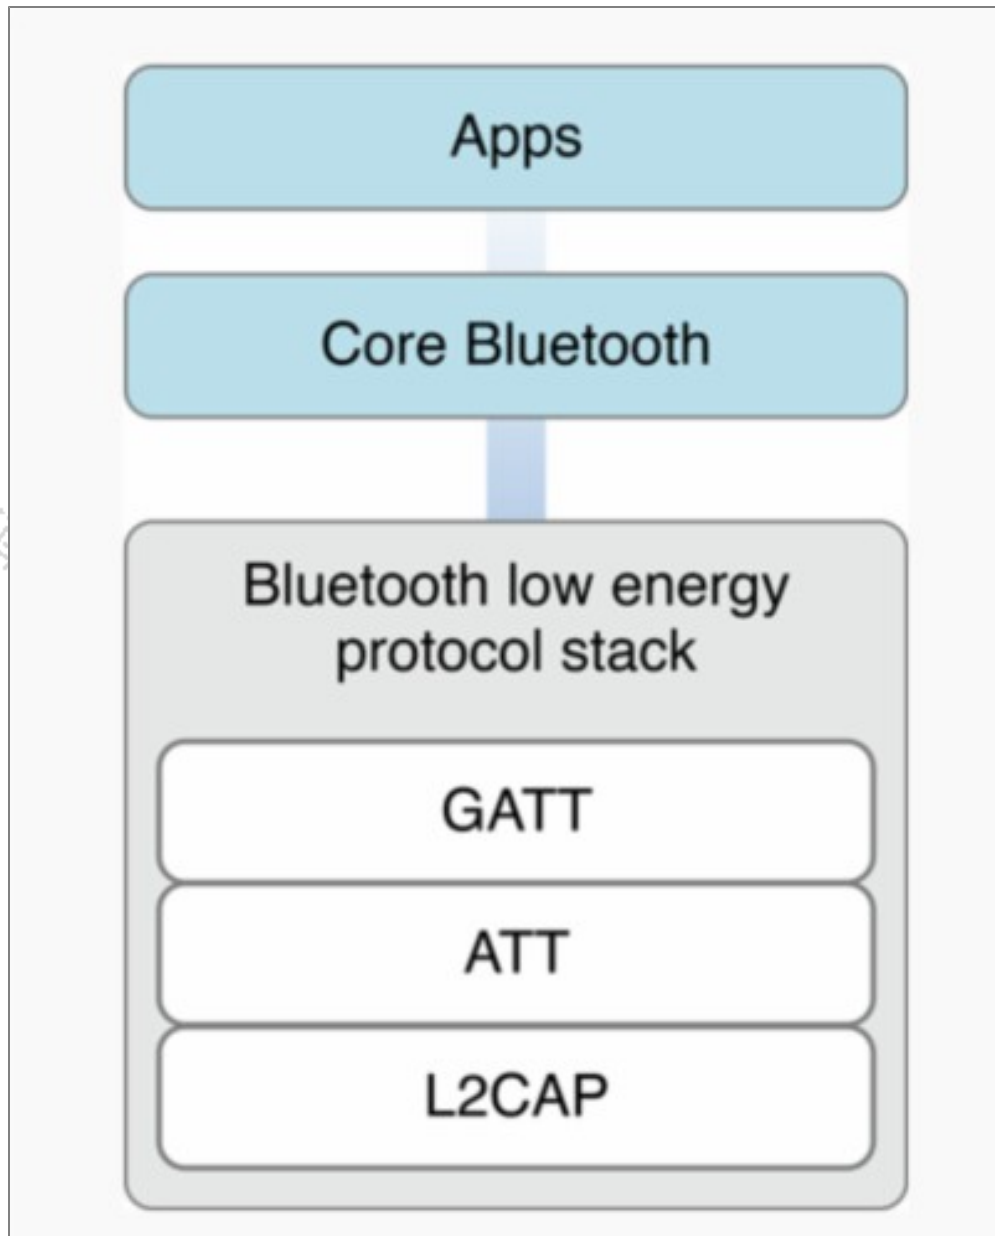 Apps
Core Bluetooth
Bluetooth low energy
protocol stack
GATT
ATT
L2CAP